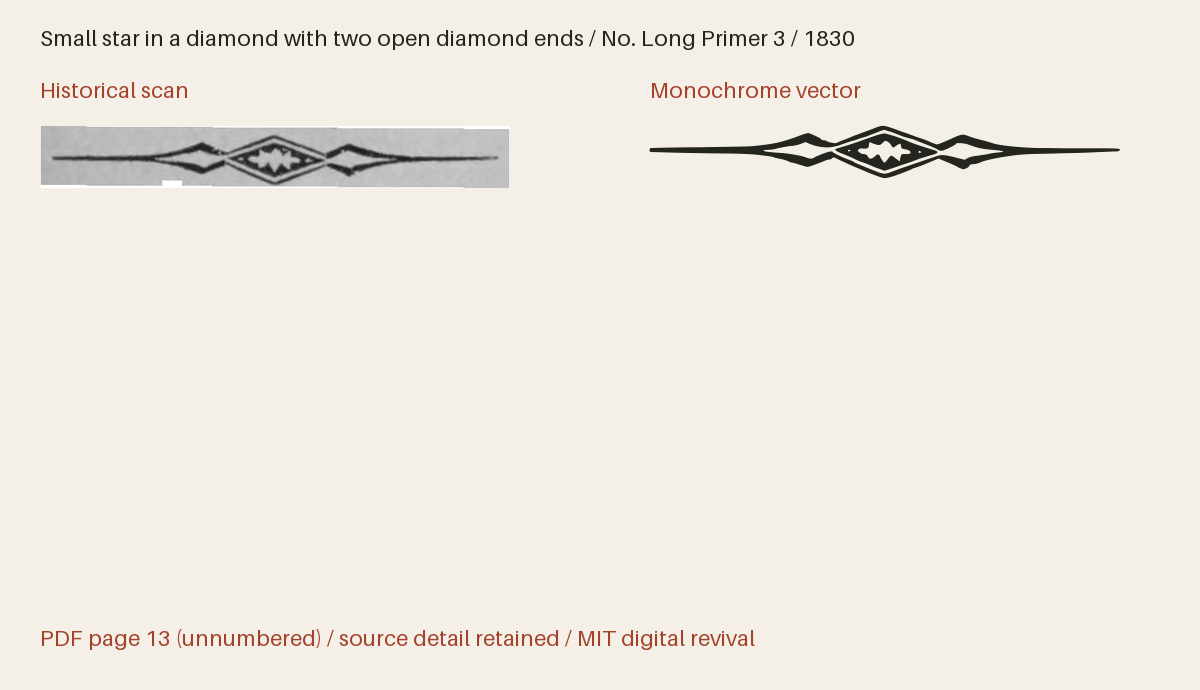 Small star in a diamond with two open diamond ends / No. Long Primer 3 / 1830
Historical scan
Monochrome vector
PDF page 13 (unnumbered) / source detail retained / MIT digital revival